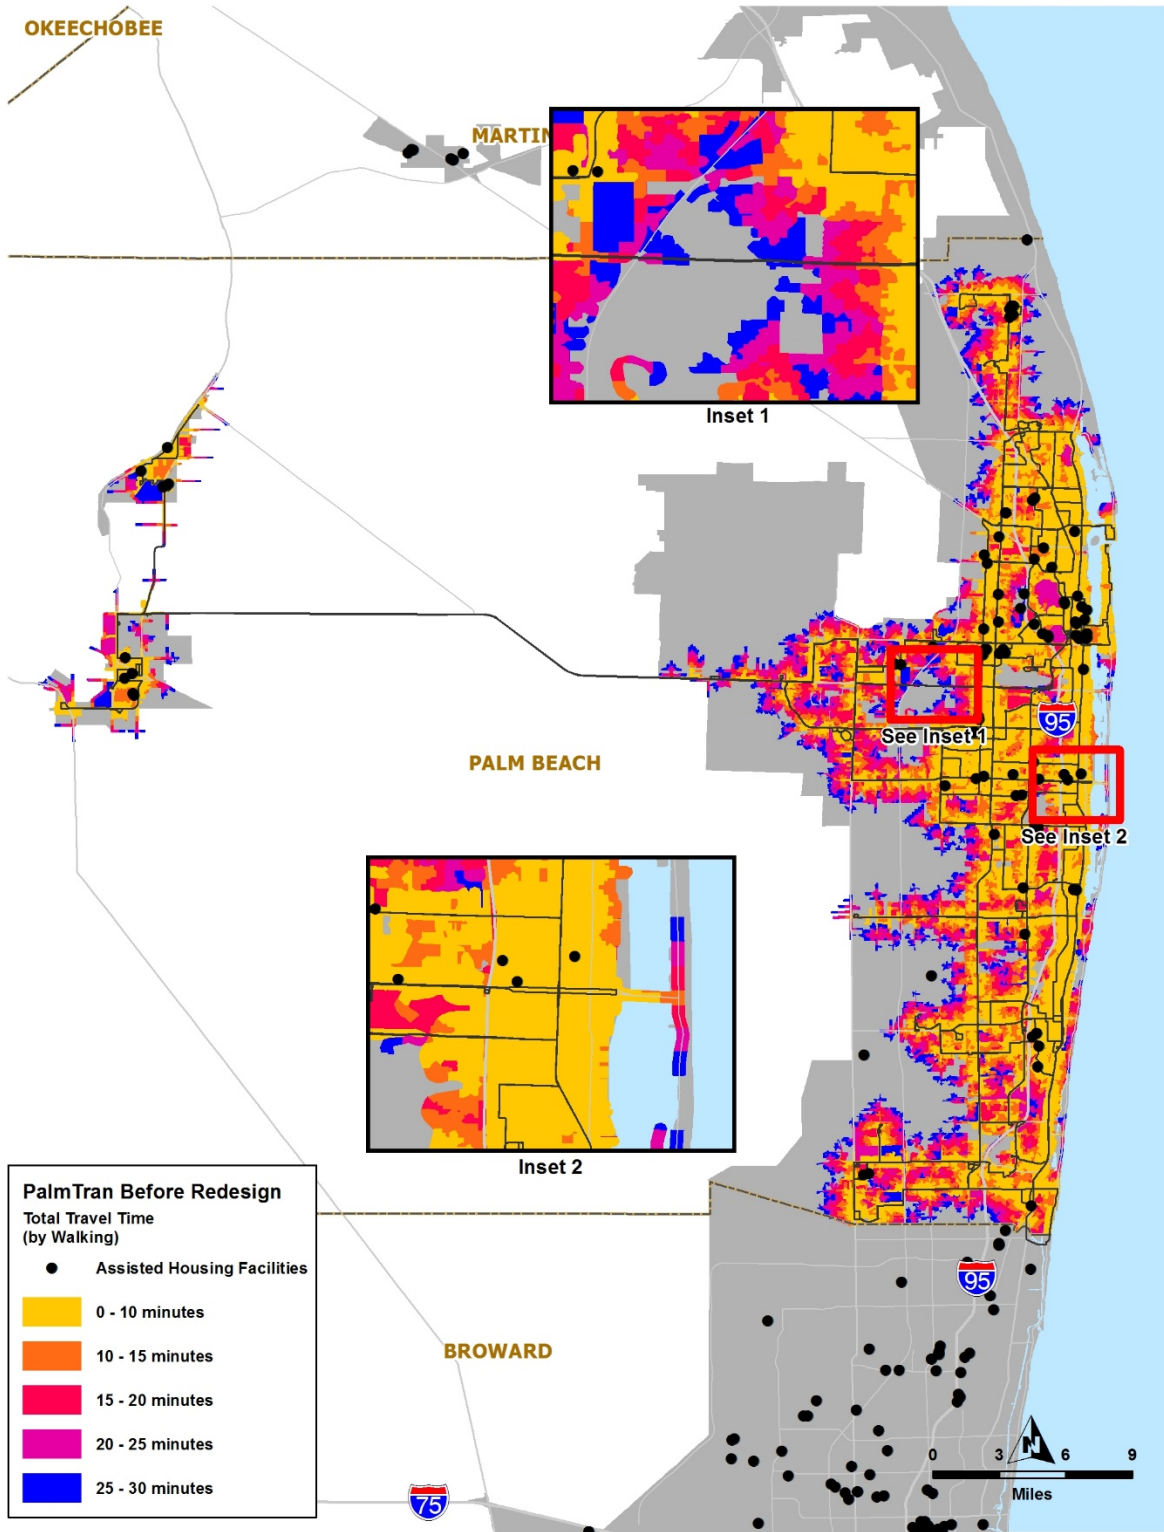 OKEECHOBEE
MARTIN
Inset 1
95
See Inset 1
PALM BEACH
See Inset 2
Inset 2
PalmTran Before Redesign
Total Travel Time
(by Walking)
Assisted Housing Facilities
0 - 10 minutes
10 - 15 minutes
15 - 20 minutes
20 - 25 minutes
25 - 30 minutes
95
BROWARD
75
N
0 3 6 9
Miles